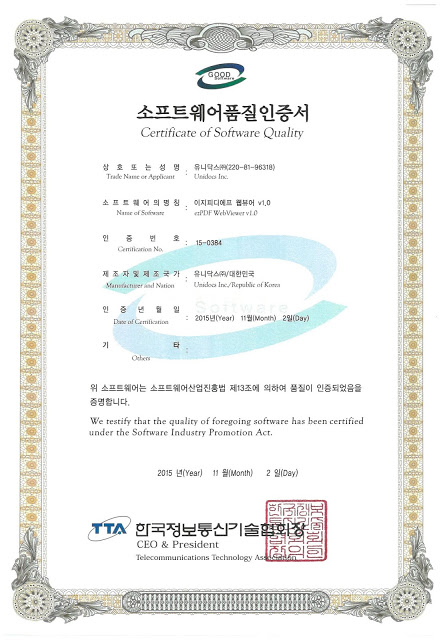 GOOD
Software
소프트웨어품질인증서
Certificate of Software Quality
상 호 또 는 성 명 : 유니닥스㈜(220-81-96318)
Trade Name or Applicant Unidocs Inc.
소 프 트 웨 어 의 명 칭 : 이지피디에프 웹뷰어 v1.0
Name of Software ezPDF WebViewer v1.0
인 증 번 호 : 15-0384
Certification No.
제 조 자 및 제 조 국 가 : 유니닥스㈜/대한민국
Manufacturer and Nation Unidocs Inc./Republic of Korea
Software
인 증 년 월 일 : 2015년(Year) 11월(Month) 2일(Day)
Date of Certification
기 타 :
Others
위 소프트웨어는 소프트웨어산업진흥법 제13조에 의하여 품질이 인증되었음을
증명합니다.
We testify that the quality of foregoing software has been certified
under the Software Industry Promotion Act.
2015 년(Year) 11 월(Month) 2 일(Day)
TTA 한국정보통신기술협회장
CEO & President
Telecommunications Technology Association